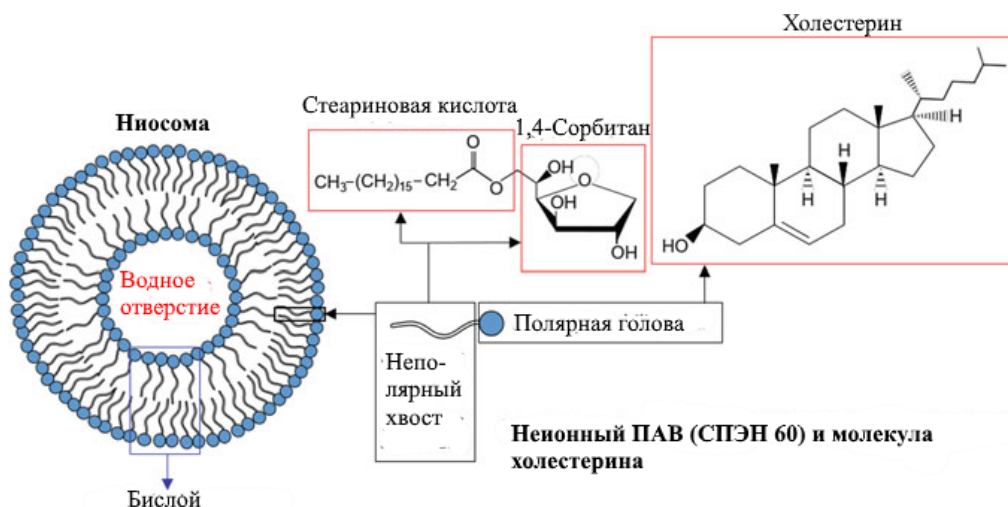 Холестерин
Стеариновая кислота
Ниосома
1,4-Сорбитан
CH₃-(CH₂)₁₅-CH₂
O
O
OH
O
OH
OH
H
H
H
H
HO
Водное
отверстие
Полярная голова
Непо-
лярный
хвост
Неионный ПАВ (СПЭН 60) и молекула
холестерина
Бислой